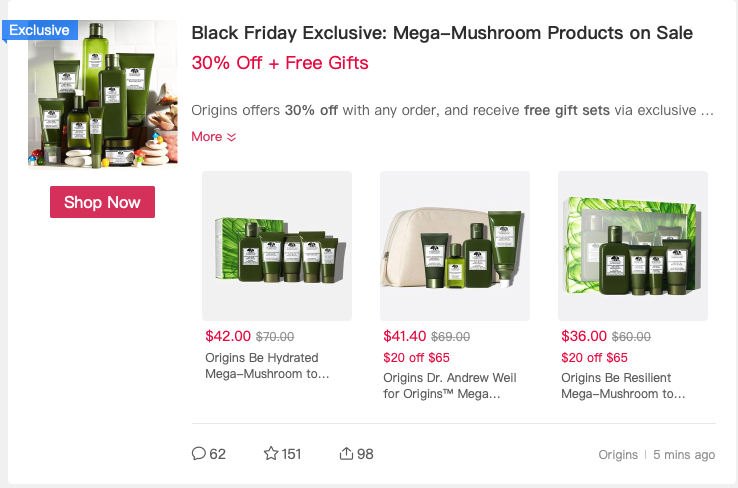 Exclusive
Black Friday Exclusive: Mega-Mushroom Products on Sale
30% Off + Free Gifts
Origins offers 30% off with any order, and receive free gift sets via exclusive ...
More
Shop Now
$42.00 $70.00
Origins Be Hydrated
Mega-Mushroom to...
$41.40 $69.00
$20 off $65
Origins Dr. Andrew Weil
for Origins™ Mega...
$36.00 $60.00
$20 off $65
Origins Be Resilient
Mega-Mushroom to...
62 151 98
Origins | 5 mins ago